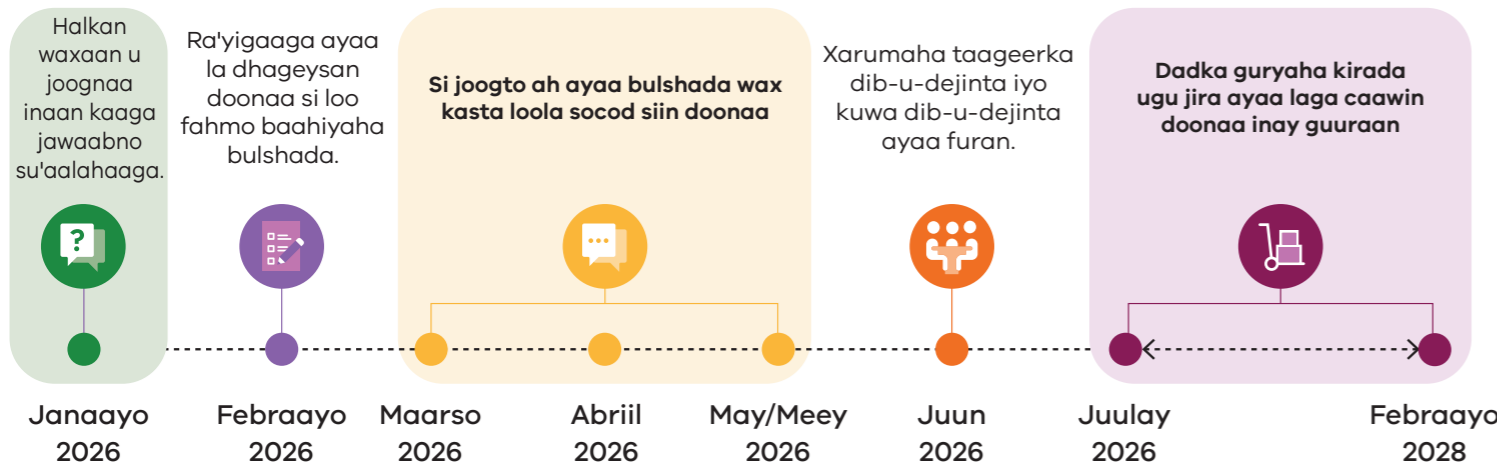 Halkan
waxaan u
joognaa
inaan kaaga
jawaabno
su'aalahaaga.
Ra'yigaaga ayaa
la dhageysan
doonaa si loo
fahmo baahiyaha
bulshada.
Si joogto ah ayaa bulshada wax
kasta loola socod siin doonaa
Xarumaha taageerka
dib-u-dejinta iyo
kuwa dib-u-dejinta
ayaa furan.
Dadka guryaha kirada
ugu jira ayaa laga caawin
doonaa inay guuraan
?
Janaayo
2026
Febraayo
2026
Maarso
2026
Abriil
2026
May/Meey
2026
Juun
2026
Juulay
2026
Febraayo
2028